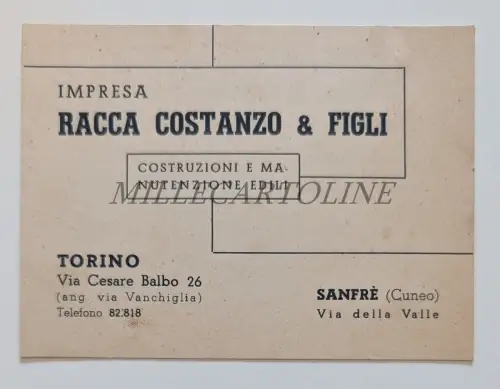 IMPRESA
RACCA COSTANZO & FIGLI
COSTRUZIONI E MA
NUTENZIONE EDILI
MILLECARTOLINE
TORINO
Via Cesare Balbo 26
(ang. via Vanchiglia)
Telefono 82.818
SANFRÈ (Cuneo)
Via della Valle